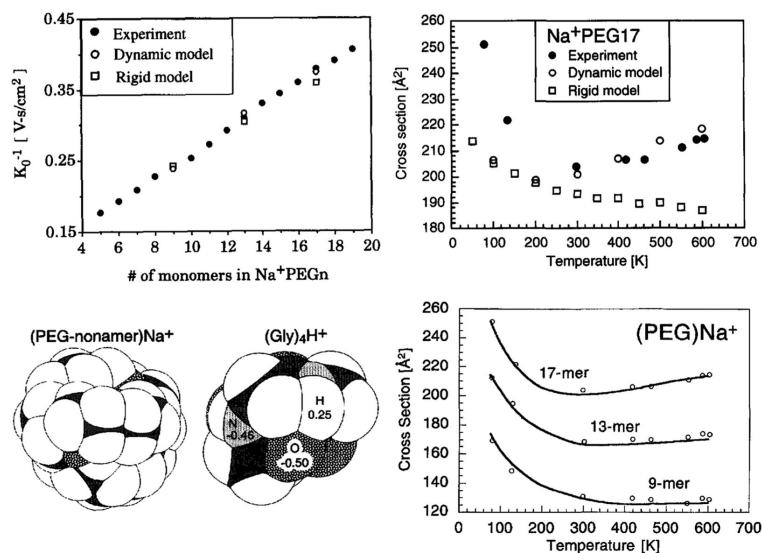 Experiment
Dynamic model
Rigid model
K₀⁻¹ [ V-s/cm²]
0.45
0.35
0.25
0.15
4 6 8 10 12 14 16 18 20
# of monomers in Na⁺PEGn
Na⁺PEG17
Experiment
Dynamic model
Rigid model
Cross section [Å²]
260
250
240
230
220
210
200
190
180
0 100 200 300 400 500 600 700
Temperature [K]
(PEG-nonamer)Na⁺
(Gly)₄H⁺
H
0.25
N
-0.46
O
-0.50
(PEG)Na⁺
Cross Section [Å²]
260
240
220
200
180
160
140
120
17-mer
13-mer
9-mer
0 100 200 300 400 500 600 700
Temperature [K]